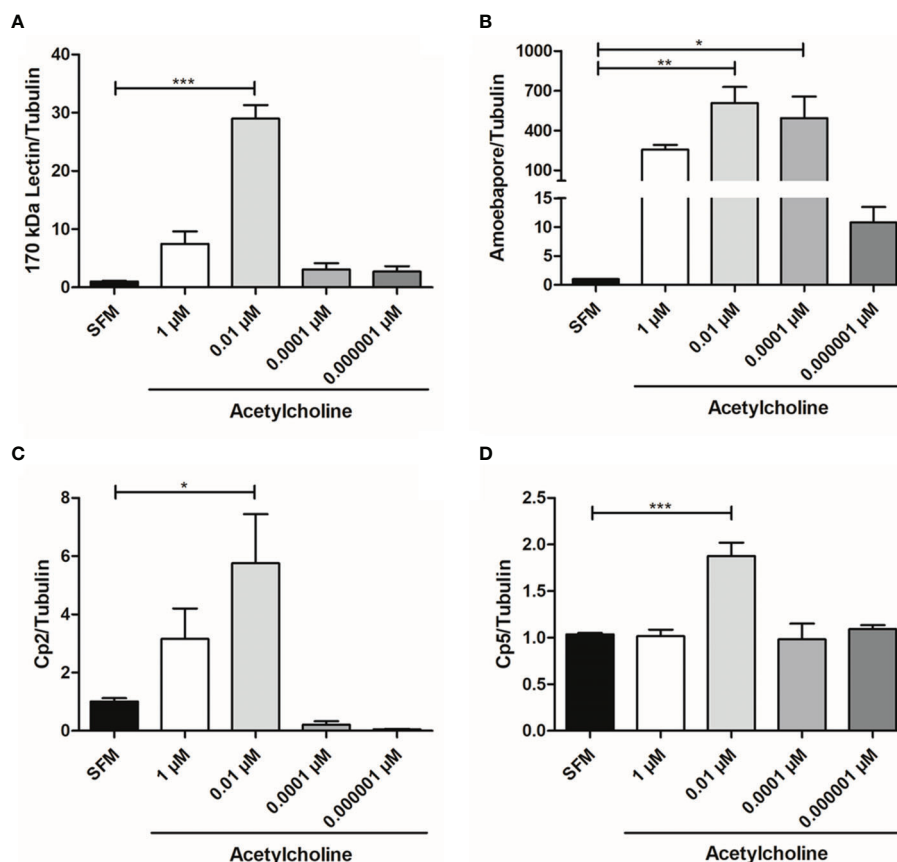 A
170 kDa Lectin/Tubulin
40
30
20
10
0
***
SFM
1 µM
0.01 µM
0.0001 µM
0.000001 µM
Acetylcholine
B
Amoebapore/Tubulin
1000
700
400
100
15
10
5
0
*
**
SFM
1 µM
0.01 µM
0.0001 µM
0.000001 µM
Acetylcholine
C
Cp2/Tubulin
8
6
4
2
0
*
SFM
1 µM
0.01 µM
0.0001 µM
0.000001 µM
Acetylcholine
D
Cp5/Tubulin
2.5
2.0
1.5
1.0
0.5
0.0
***
SFM
1 µM
0.01 µM
0.0001 µM
0.000001 µM
Acetylcholine